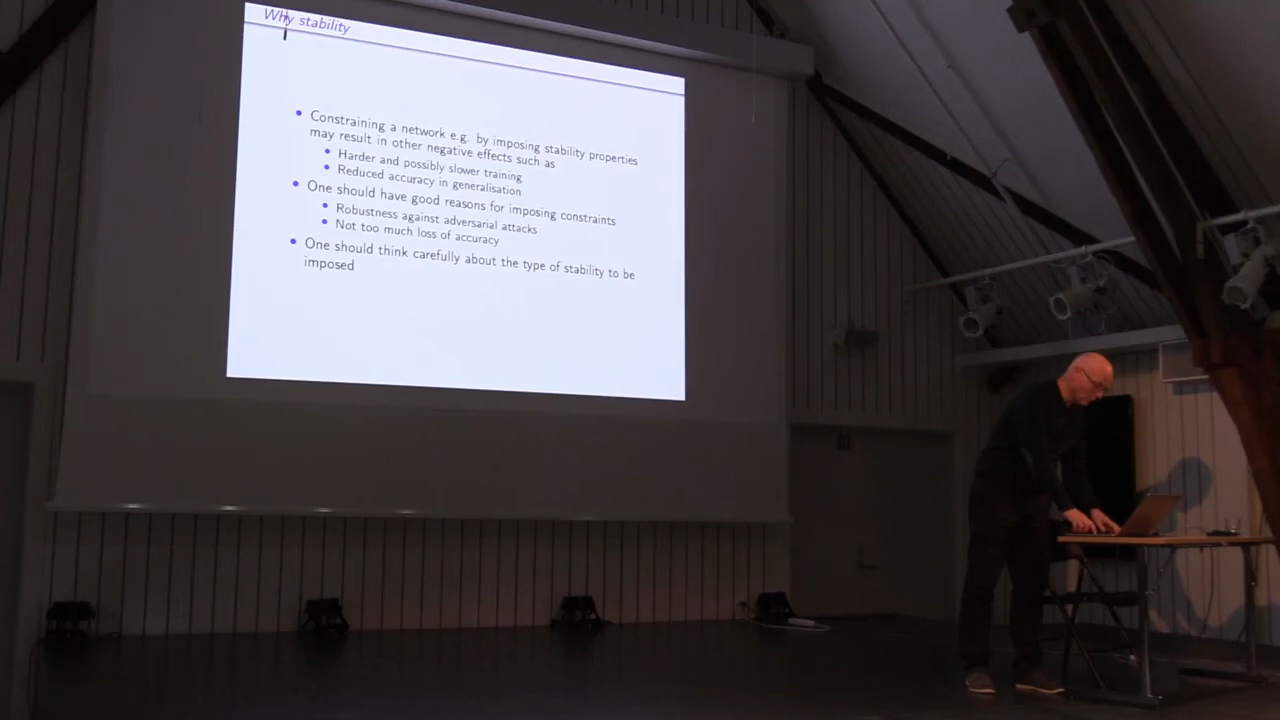 Why stability
Constraining a network e.g. by imposing stability properties
may result in other negative effects such as
Harder and possibly slower training
Reduced accuracy in generalisation
One should have good reasons for imposing constraints
Robustness against adversarial attacks
Not too much loss of accuracy
One should think carefully about the type of stability to be
imposed